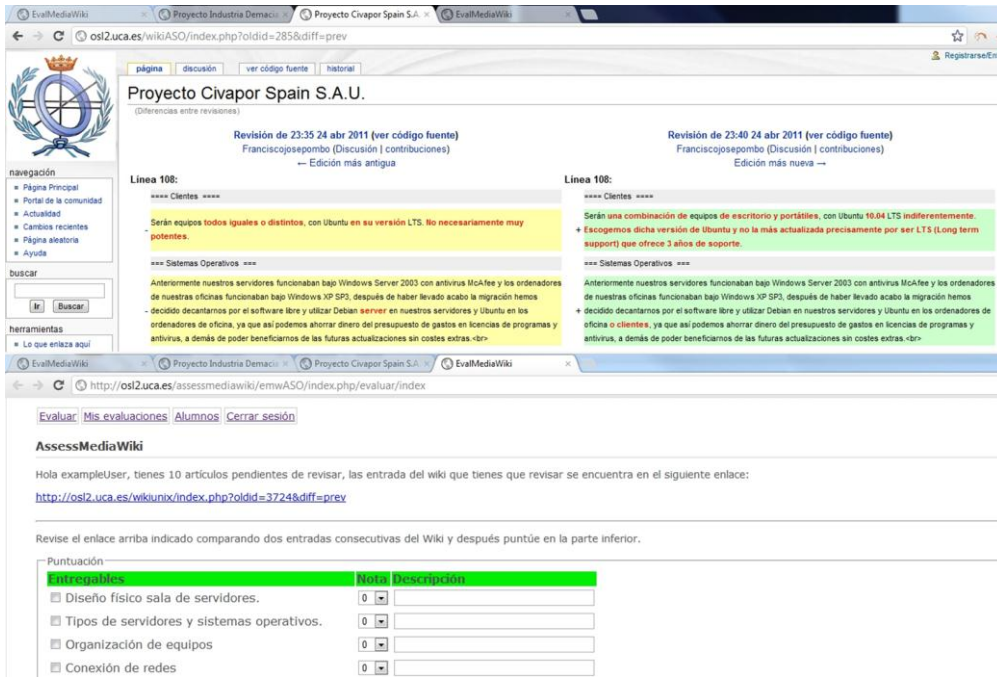 EvalMediaWiki
Proyecto Industria Demacia
Proyecto Civapor Spain S.A.
EvalMediaWiki
osl2.uca.es/wikiASO/index.php?oldid=285&diff=prev
Registrarse/En
página discusión ver código fuente historial
Proyecto Civapor Spain S.A.U.
(Diferencias entre revisiones)
Revisión de 23:35 24 abr 2011 (ver código fuente)
Franciscojosepombo (Discusión | contribuciones)
← Edición más antigua
Revisión de 23:40 24 abr 2011 (ver código fuente)
Franciscojosepombo (Discusión | contribuciones)
Edición más nueva →
navegación
Página Principal
Portal de la comunidad
Actualidad
Cambios recientes
Página aleatoria
Ayuda
buscar
Ir Buscar
herramientas
Lo que enlaza aquí
Línea 108:
==== Clientes ====
- Serán equipos todos iguales o distintos, con Ubuntu en su versión LTS. No necesariamente muy
potentes.
=== Sistemas Operativos ===
Anteriormente nuestros servidores funcionaban bajo Windows Server 2003 con antivirus McAfee y los ordenadores
de nuestras oficinas funcionaban bajo Windows XP SP3, después de haber llevado acabo la migración hemos
- decidido decantarnos por el software libre y utilizar Debian server en nuestros servidores y Ubuntu en los
ordenadores de oficina, ya que así podemos ahorrar dinero del presupuesto de gastos en licencias de programas y
antivirus, a demás de poder beneficiarnos de las futuras actualizaciones sin costes extras.<br>
Línea 108:
==== Clientes ====
Serán una combinación de equipos de escritorio y portátiles, con Ubuntu 10.04 LTS indiferentemente.
+ Escogemos dicha versión de Ubuntu y no la más actualizada precisamente por ser LTS (Long term
support) que ofrece 3 años de soporte.
=== Sistemas Operativos ===
Anteriormente nuestros servidores funcionaban bajo Windows Server 2003 con antivirus McAfee y los ordenadores
de nuestras oficinas funcionaban bajo Windows XP SP3, después de haber llevado acabo la migración hemos
+ decidido decantarnos por el software libre y utilizar Debian en nuestros servidores y Ubuntu en los ordenadores de
oficina o clientes, ya que así podemos ahorrar dinero del presupuesto de gastos en licencias de programas y
antivirus, a demás de poder beneficiarnos de las futuras actualizaciones sin costes extras.<br>
EvalMediaWiki
Proyecto Industria Demacia
Proyecto Civapor Spain S.A.
EvalMediaWiki
http://osl2.uca.es/assessmediawiki/emwASO/index.php/evaluar/index
Evaluar Mis evaluaciones Alumnos Cerrar sesión
AssessMediaWiki
Hola exampleUser, tienes 10 artículos pendientes de revisar, las entrada del wiki que tienes que revisar se encuentra en el siguiente enlace:
http://osl2.uca.es/wikiunix/index.php?oldid=3724&diff=prev
Revise el enlace arriba indicado comparando dos entradas consecutivas del Wiki y después puntúe en la parte inferior.
Puntuación
Entregables Nota Descripción
Diseño físico sala de servidores. 0
Tipos de servidores y sistemas operativos. 0
Organización de equipos 0
Conexión de redes 0